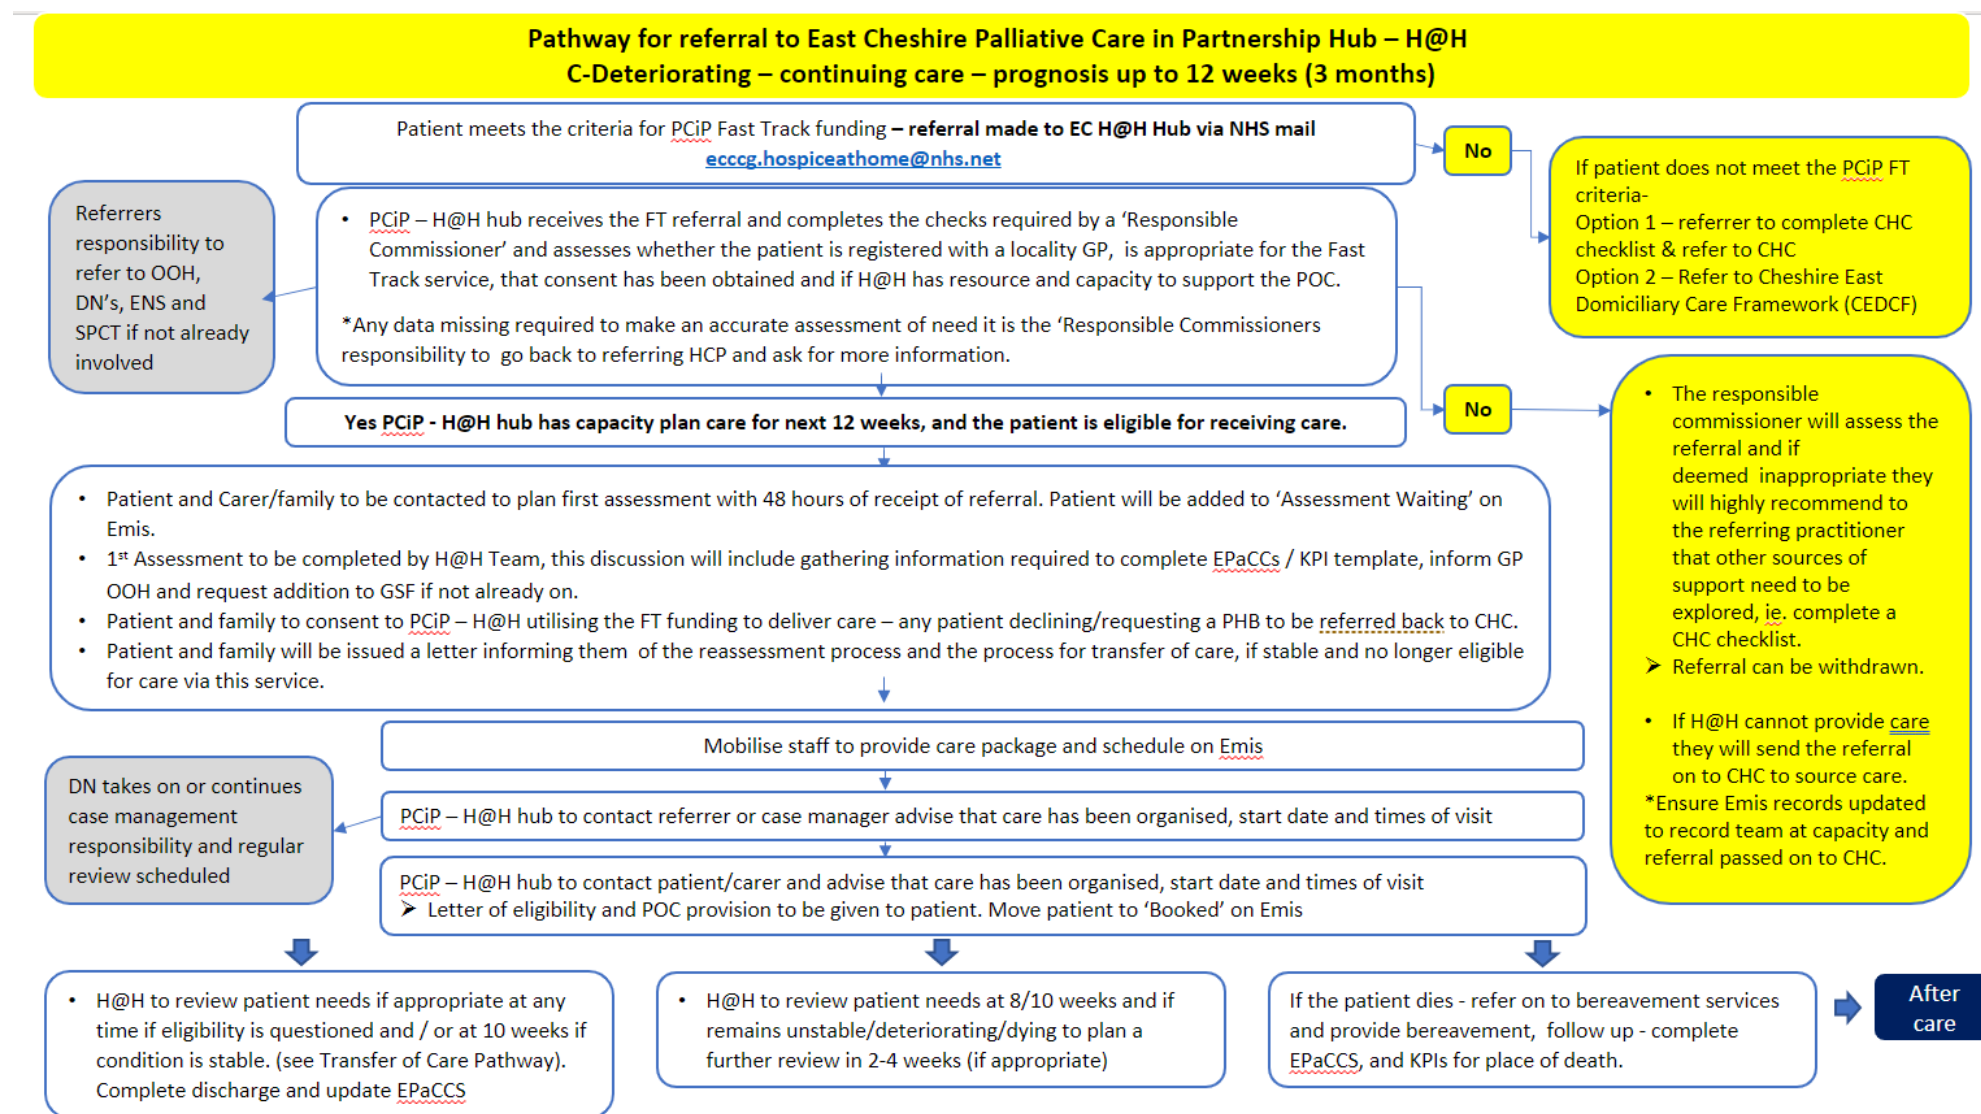 Pathway for referral to East Cheshire Palliative Care in Partnership Hub – H@H
C-Deteriorating – continuing care – prognosis up to 12 weeks (3 months)
Patient meets the criteria for PCiP Fast Track funding – referral made to EC H@H Hub via NHS mail
ecccg.hospiceathome@nhs.net
No
If patient does not meet the PCiP FT
criteria-
Option 1 – referrer to complete CHC
checklist & refer to CHC
Option 2 – Refer to Cheshire East
Domiciliary Care Framework (CEDCF)
Referrers
responsibility to
refer to OOH,
DN's, ENS and
SPCT if not already
involved
• PCiP – H@H hub receives the FT referral and completes the checks required by a 'Responsible
Commissioner' and assesses whether the patient is registered with a locality GP, is appropriate for the Fast
Track service, that consent has been obtained and if H@H has resource and capacity to support the POC.
*Any data missing required to make an accurate assessment of need it is the 'Responsible Commissioners
responsibility to go back to referring HCP and ask for more information.
No
• The responsible
commissioner will assess the
referral and if
deemed inappropriate they
will highly recommend to
the referring practitioner
that other sources of
support need to be
explored, ie. complete a
CHC checklist.
➢ Referral can be withdrawn.
• If H@H cannot provide care
they will send the referral
on to CHC to source care.
*Ensure Emis records updated
to record team at capacity and
referral passed on to CHC.
Yes PCiP - H@H hub has capacity plan care for next 12 weeks, and the patient is eligible for receiving care.
• Patient and Carer/family to be contacted to plan first assessment with 48 hours of receipt of referral. Patient will be added to 'Assessment Waiting' on
Emis.
• 1st Assessment to be completed by H@H Team, this discussion will include gathering information required to complete EPaCCs / KPI template, inform GP
OOH and request addition to GSF if not already on.
• Patient and family to consent to PCiP – H@H utilising the FT funding to deliver care – any patient declining/requesting a PHB to be referred back to CHC.
• Patient and family will be issued a letter informing them of the reassessment process and the process for transfer of care, if stable and no longer eligible
for care via this service.
Mobilise staff to provide care package and schedule on Emis
DN takes on or continues
case management
responsibility and regular
review scheduled
PCiP – H@H hub to contact referrer or case manager advise that care has been organised, start date and times of visit
PCiP – H@H hub to contact patient/carer and advise that care has been organised, start date and times of visit
➢ Letter of eligibility and POC provision to be given to patient. Move patient to 'Booked' on Emis
• H@H to review patient needs if appropriate at any
time if eligibility is questioned and / or at 10 weeks if
condition is stable. (see Transfer of Care Pathway).
Complete discharge and update EPaCCS
• H@H to review patient needs at 8/10 weeks and if
remains unstable/deteriorating/dying to plan a
further review in 2-4 weeks (if appropriate)
If the patient dies - refer on to bereavement services
and provide bereavement, follow up - complete
EPaCCS, and KPIs for place of death.
After
care